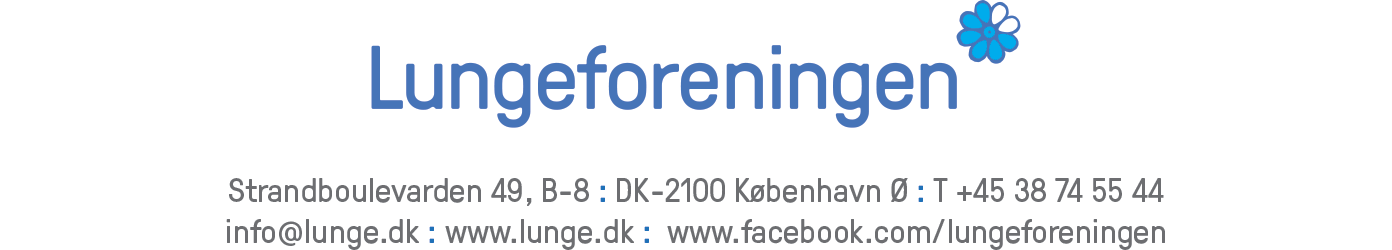 Lungeforeningen
Strandboulevarden 49, B-8 : DK-2100 København Ø : T +45 38 74 55 44
info@lunge.dk : www.lunge.dk : www.facebook.com/lungeforeningen